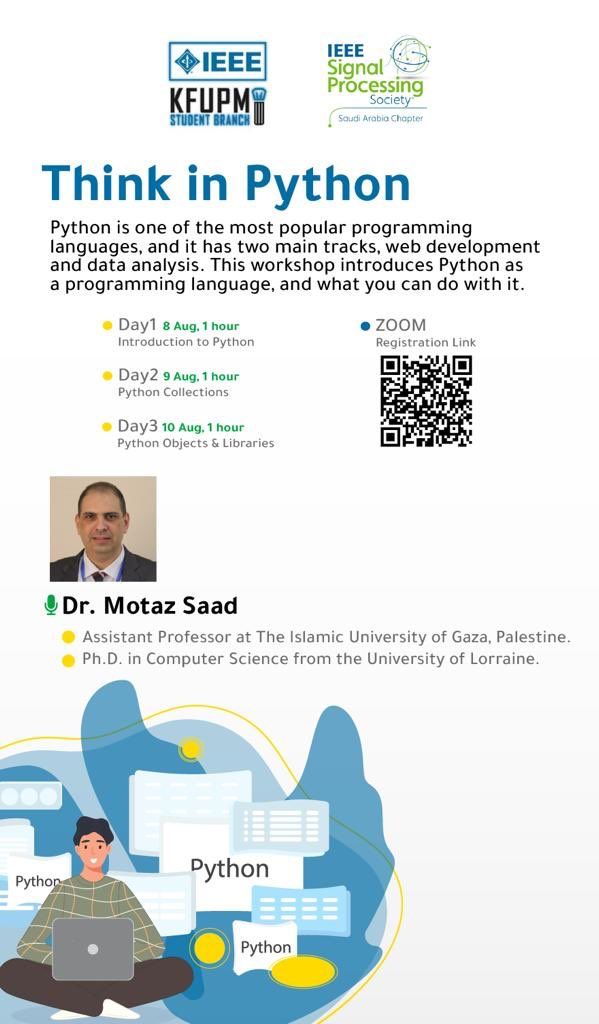 IEEE
KFUPM
STUDENT BRANCH
IEEE
Signal
Processing
Society
Saudi Arabia Chapter
Think in Python
Python is one of the most popular programming
languages, and it has two main tracks, web development
and data analysis. This workshop introduces Python as
a programming language, and what you can do with it.
Day1 8 Aug, 1 hour
Introduction to Python
Day2 9 Aug, 1 hour
Python Collections
Day3 10 Aug, 1 hour
Python Objects & Libraries
ZOOM
Registration Link
Dr. Motaz Saad
Assistant Professor at The Islamic University of Gaza, Palestine.
Ph.D. in Computer Science from the University of Lorraine.
Python
Python
Python